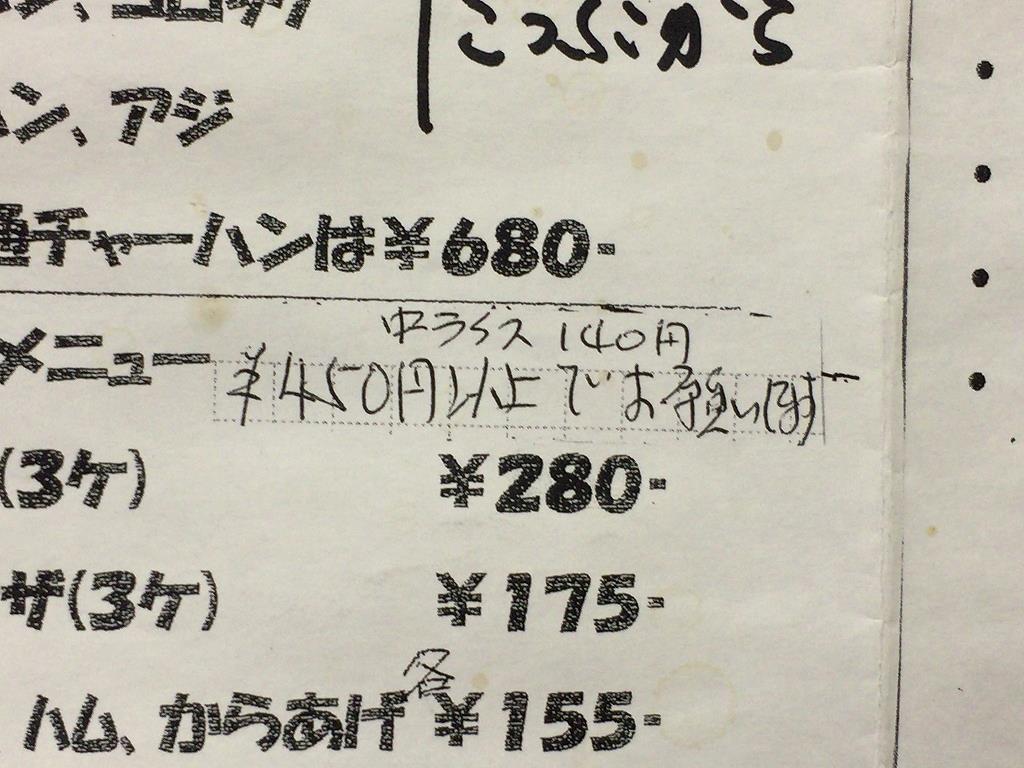 ン、アジ
通チャーハンは¥680-
中ライス 140円
メニュー
¥450円以上でお願い
(3ケ) ¥280-
ザ(3ケ) ¥175-
ハム、からあげ各¥155-